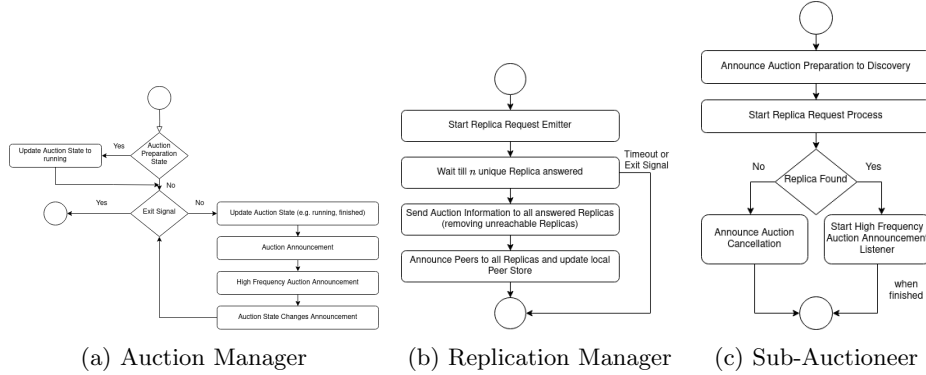 Auction
Preparation
State
Yes
Update Auction State to
running
No
Exit Signal
Yes
No
Update Auction State (e.g. running, finished)
Auction Announcement
High Frequency Auction Announcement
Auction State Changes Announcement
(a) Auction Manager
Start Replica Request Emitter
Timeout or
Exit Signal
Wait till n unique Replica answered
Send Auction Information to all answered Replicas
(removing unreachable Replicas)
Announce Peers to all Replicas and update local
Peer Store
(b) Replication Manager
Announce Auction Preparation to Discovery
Start Replica Request Process
No
Yes
Replica Found
Announce Auction
Cancellation
Start High Frequency
Auction Announcement
Listener
when
finished
(c) Sub-Auctioneer